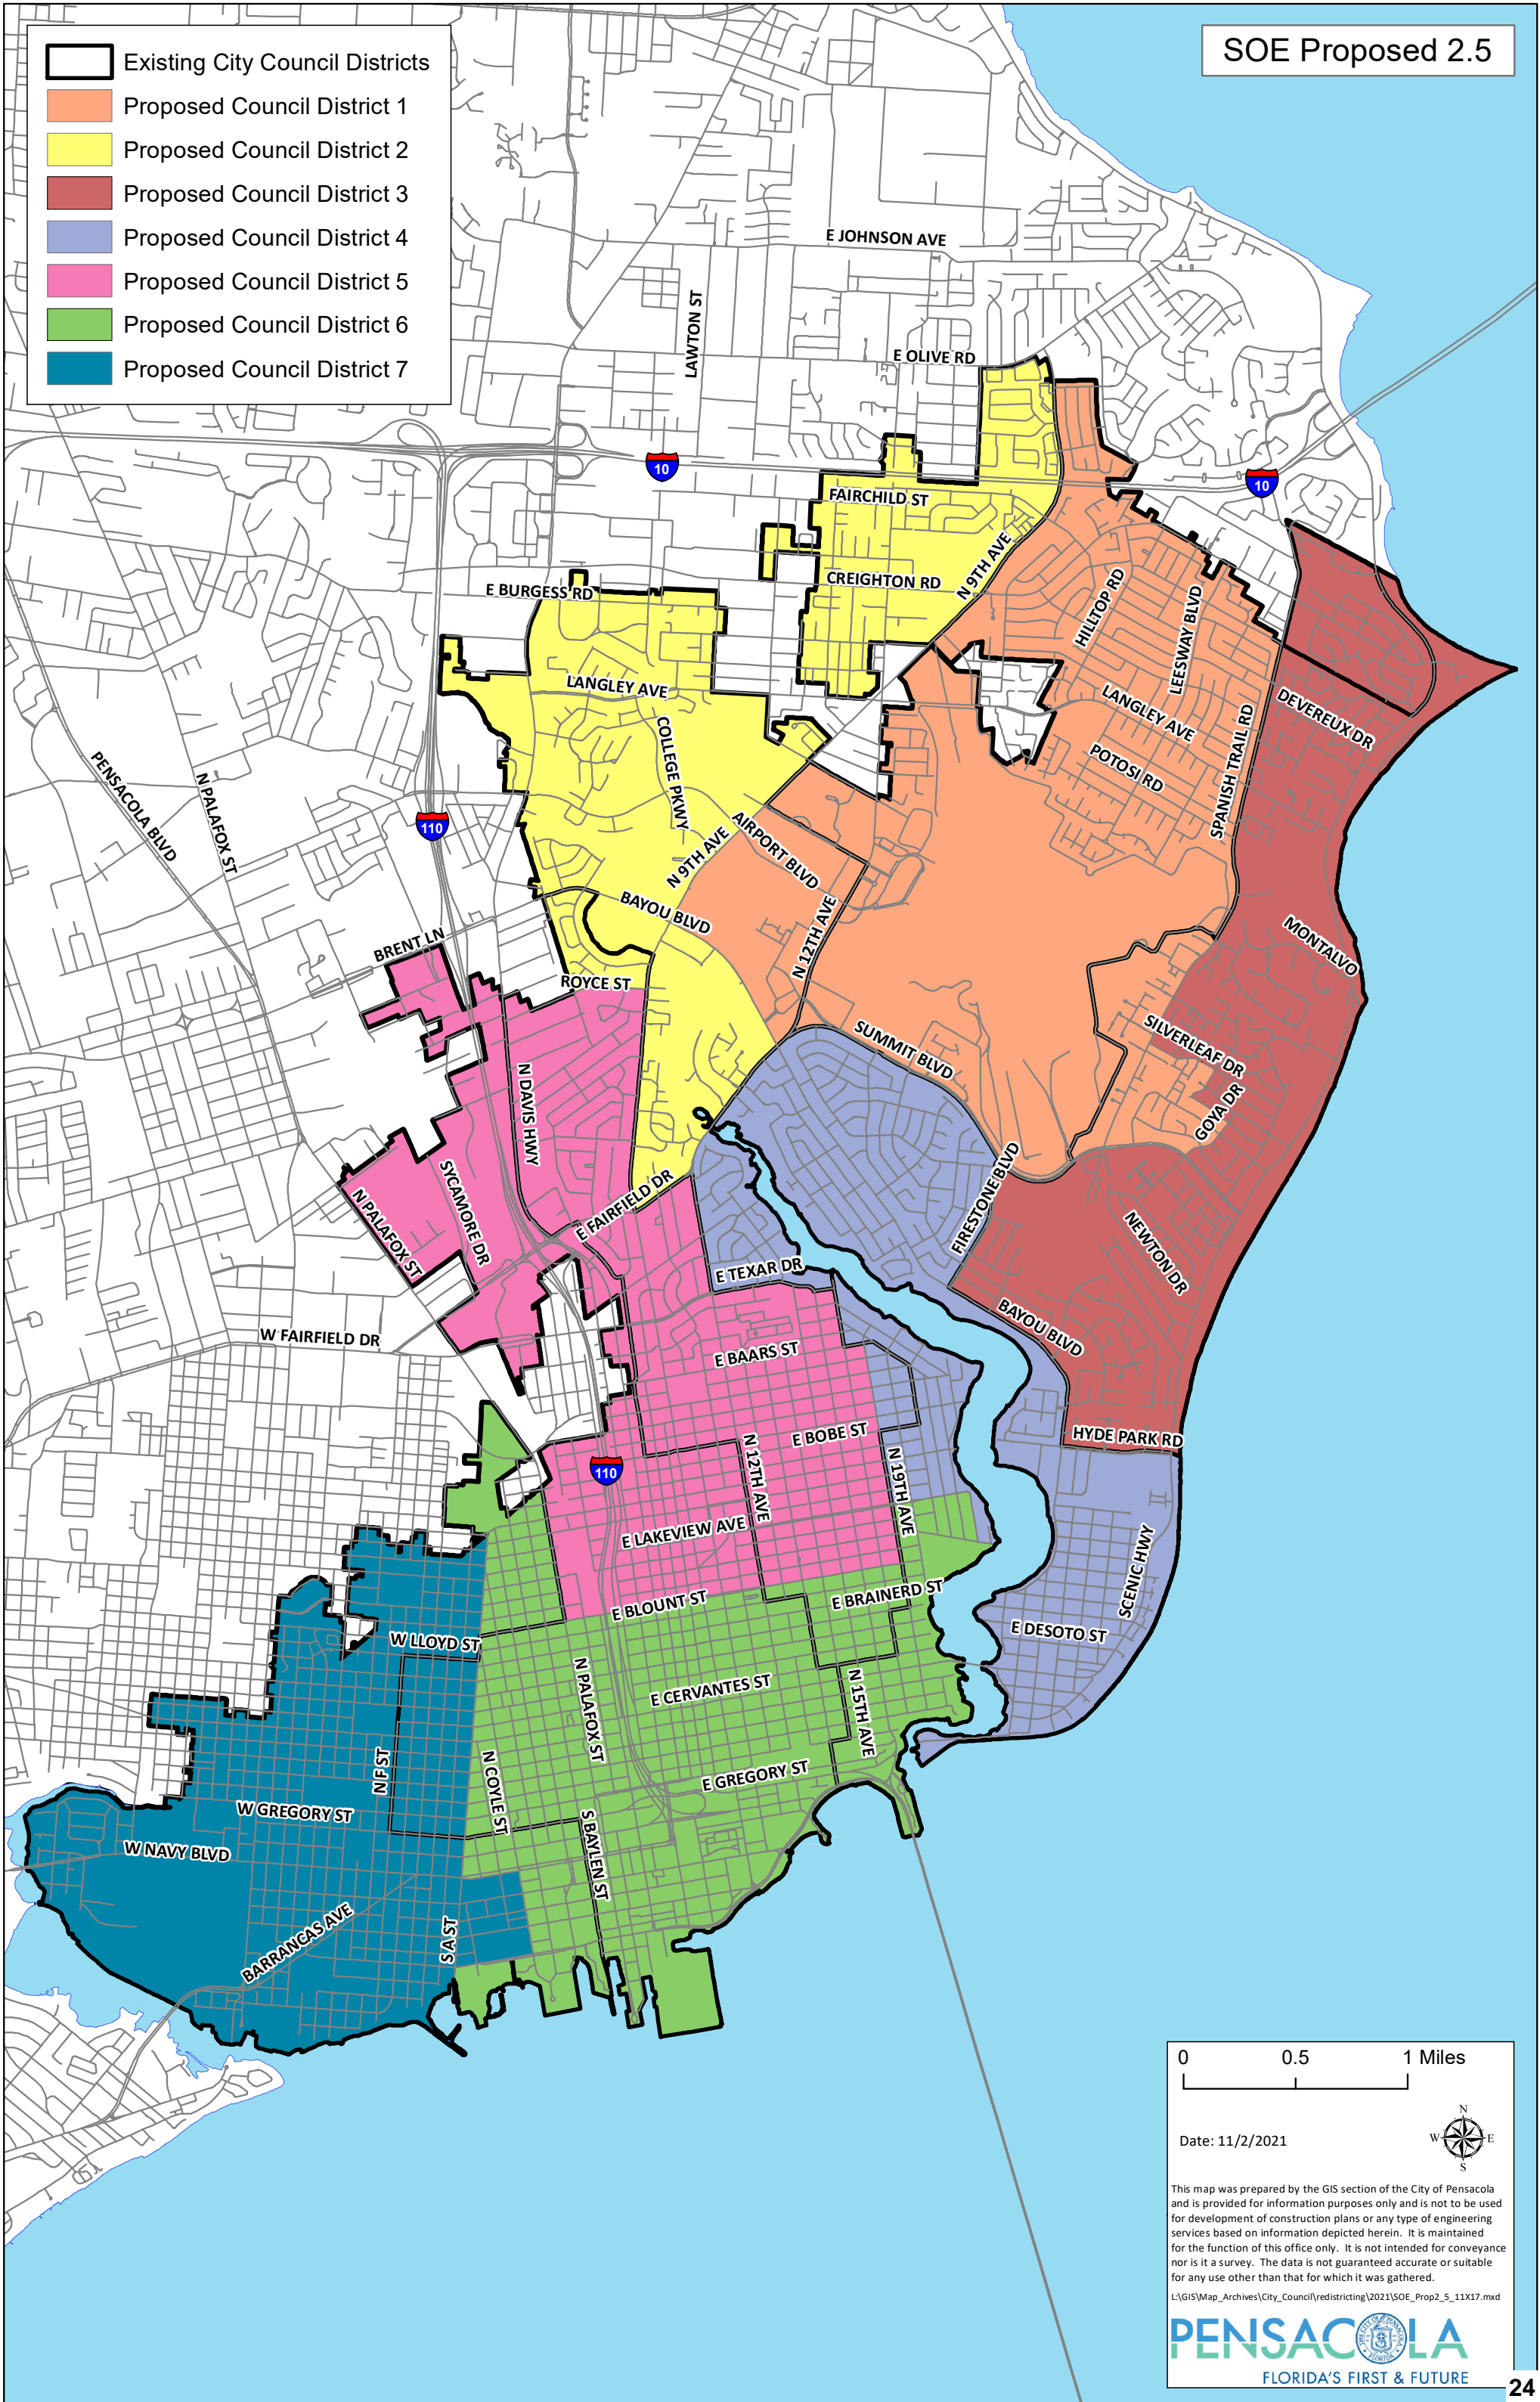 SOE Proposed 2.5
Existing City Council Districts
Proposed Council District 1
Proposed Council District 2
Proposed Council District 3
Proposed Council District 4
Proposed Council District 5
Proposed Council District 6
Proposed Council District 7
E JOHNSON AVE
LAWTON ST
E OLIVE RD
10
10
FAIRCHILD ST
N 9TH AVE
CREIGHTON RD
E BURGESS RD
HILLTOP RD
LEESWAY BLVD
LANGLEY AVE
LANGLEY AVE
DEVEREUX DR
COLLEGE PKWY
SPANISH TRAIL RD
POTOSI RD
PENSACOLA BLVD
N PALAFOX ST
110
AIRPORT BLVD
N 9TH AVE
BAYOU BLVD
N 12TH AVE
MONTALVO
BRENT LN
ROYCE ST
SUMMIT BLVD
SILVERLEAF DR
N DAVIS HWY
GOYA DR
SYCAMORE DR
N PALAFOX ST
E FAIRFIELD DR
FIRESTONE BLVD
NEWTON DR
E TEXAR DR
BAYOU BLVD
W FAIRFIELD DR
E BAARS ST
E BOBE ST
HYDE PARK RD
N 12TH AVE
N 19TH AVE
110
E LAKEVIEW AVE
SCENIC HWY
E BLOUNT ST
E BRAINERD ST
E DESOTO ST
W LLOYD ST
N PALAFOX ST
E CERVANTES ST
N 15TH AVE
N F ST
N COYLE ST
E GREGORY ST
W GREGORY ST
S BAYLEN ST
W NAVY BLVD
BARRANCAS AVE
S A ST
0 0.5 1 Miles
Date: 11/2/2021
N
W E
S
This map was prepared by the GIS section of the City of Pensacola
and is provided for information purposes only and is not to be used
for development of construction plans or any type of engineering
services based on information depicted herein. It is maintained
for the function of this office only. It is not intended for conveyance
nor is it a survey. The data is not guaranteed accurate or suitable
for any use other than that for which it was gathered.
L:\GIS\Map_Archives\City_Council\redistricting\2021\SOE_Prop2_5_11X17.mxd
PENSACOLA
FLORIDA'S FIRST & FUTURE
24